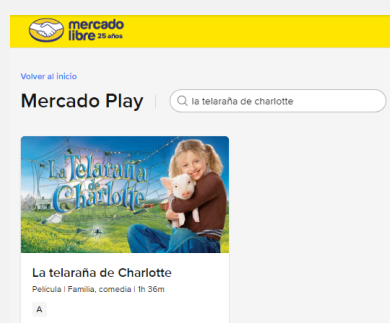 mercado
libre 25 años
Volver al inicio
Mercado Play
la telaraña de charlotte
La Telaraña
de
Charlotte
La telaraña de Charlotte
Película | Familia, comedia | 1h 36m
A